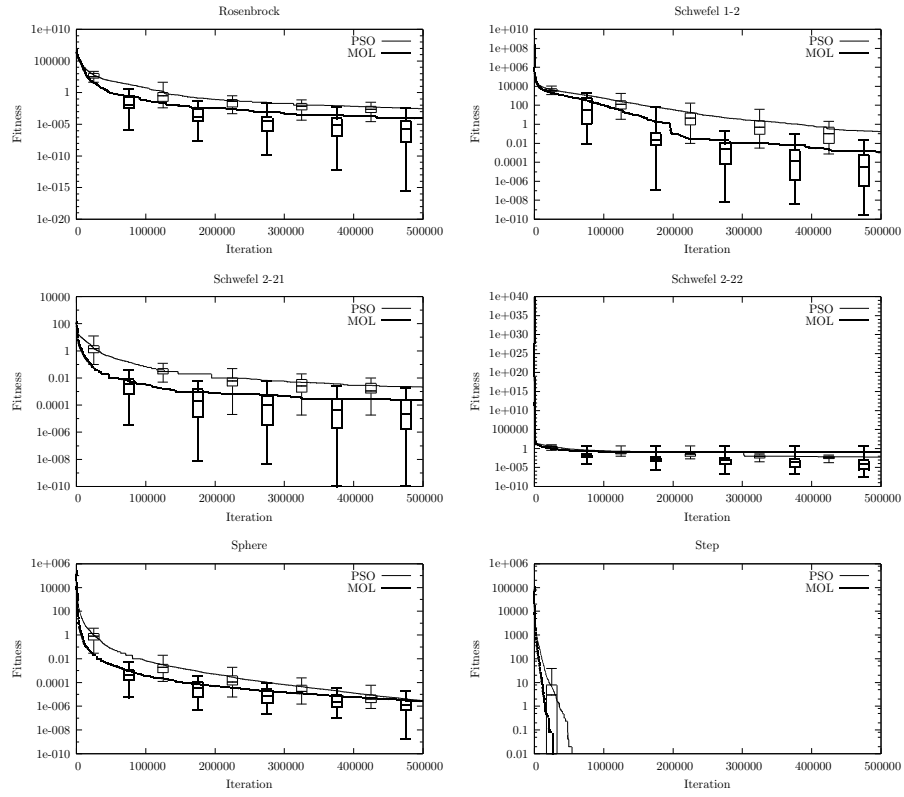 Rosenbrock
1e+010
100000
1
1e-005
1e-010
1e-015
1e-020
Fitness
PSO
MOL
0 100000 200000 300000 400000 500000
Iteration
Schwefel 1-2
1e+010
1e+008
1e+006
10000
100
1
0.01
0.0001
1e-006
1e-008
1e-010
Fitness
PSO
MOL
0 100000 200000 300000 400000 500000
Iteration
Schwefel 2-21
10000
100
1
0.01
0.0001
1e-006
1e-008
1e-010
Fitness
PSO
MOL
0 100000 200000 300000 400000 500000
Iteration
Schwefel 2-22
1e+040
1e+035
1e+030
1e+025
1e+020
1e+015
1e+010
100000
1
1e-005
1e-010
Fitness
PSO
MOL
0 100000 200000 300000 400000 500000
Iteration
Sphere
1e+006
10000
100
1
0.01
0.0001
1e-006
1e-008
1e-010
Fitness
PSO
MOL
0 100000 200000 300000 400000 500000
Iteration
Step
1e+006
100000
10000
1000
100
10
1
0.1
0.01
Fitness
PSO
MOL
0 100000 200000 300000 400000 500000
Iteration